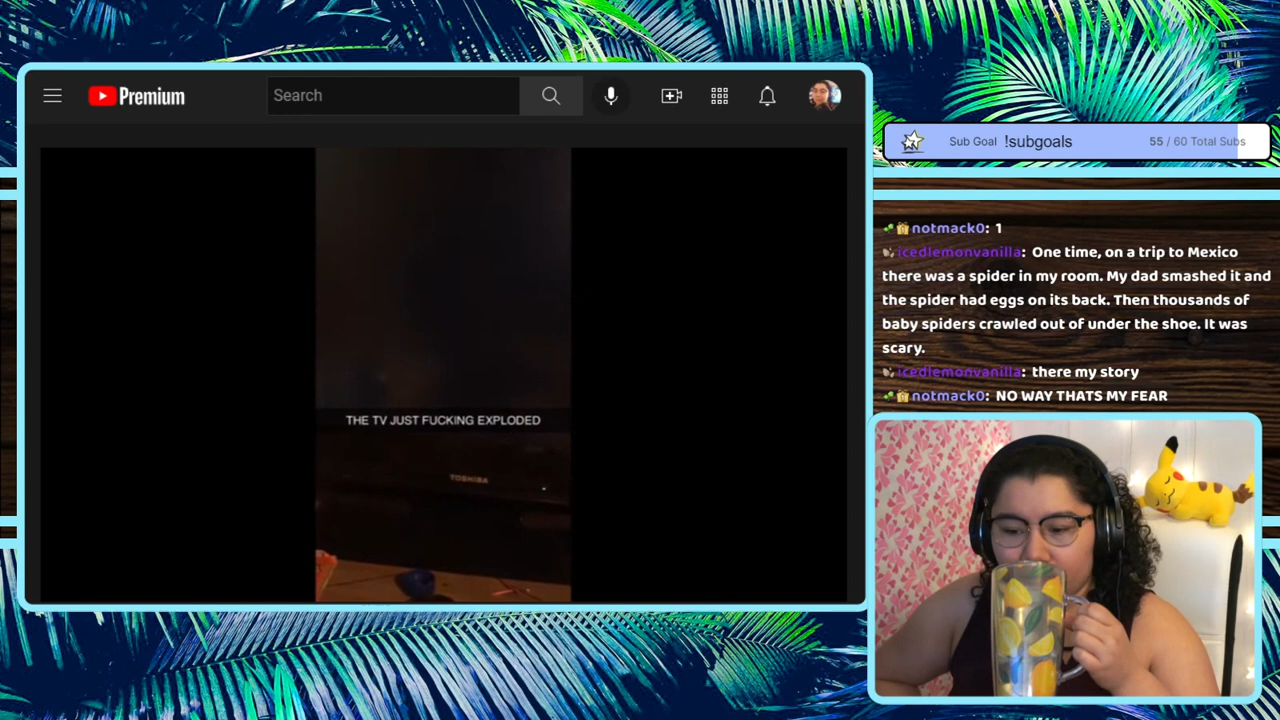 Premium
Search
Sub Goal !subgoals 55 / 60 Total Subs
notmack0: 1
icedlemonvanilla: One time, on a trip to Mexico
there was a spider in my room. My dad smashed it and
the spider had eggs on its back. Then thousands of
baby spiders crawled out of under the shoe. It was
scary.
icedlemonvanilla: there my story
notmack0: NO WAY THATS MY FEAR
THE TV JUST FUCKING EXPLODED
TOSHIBA